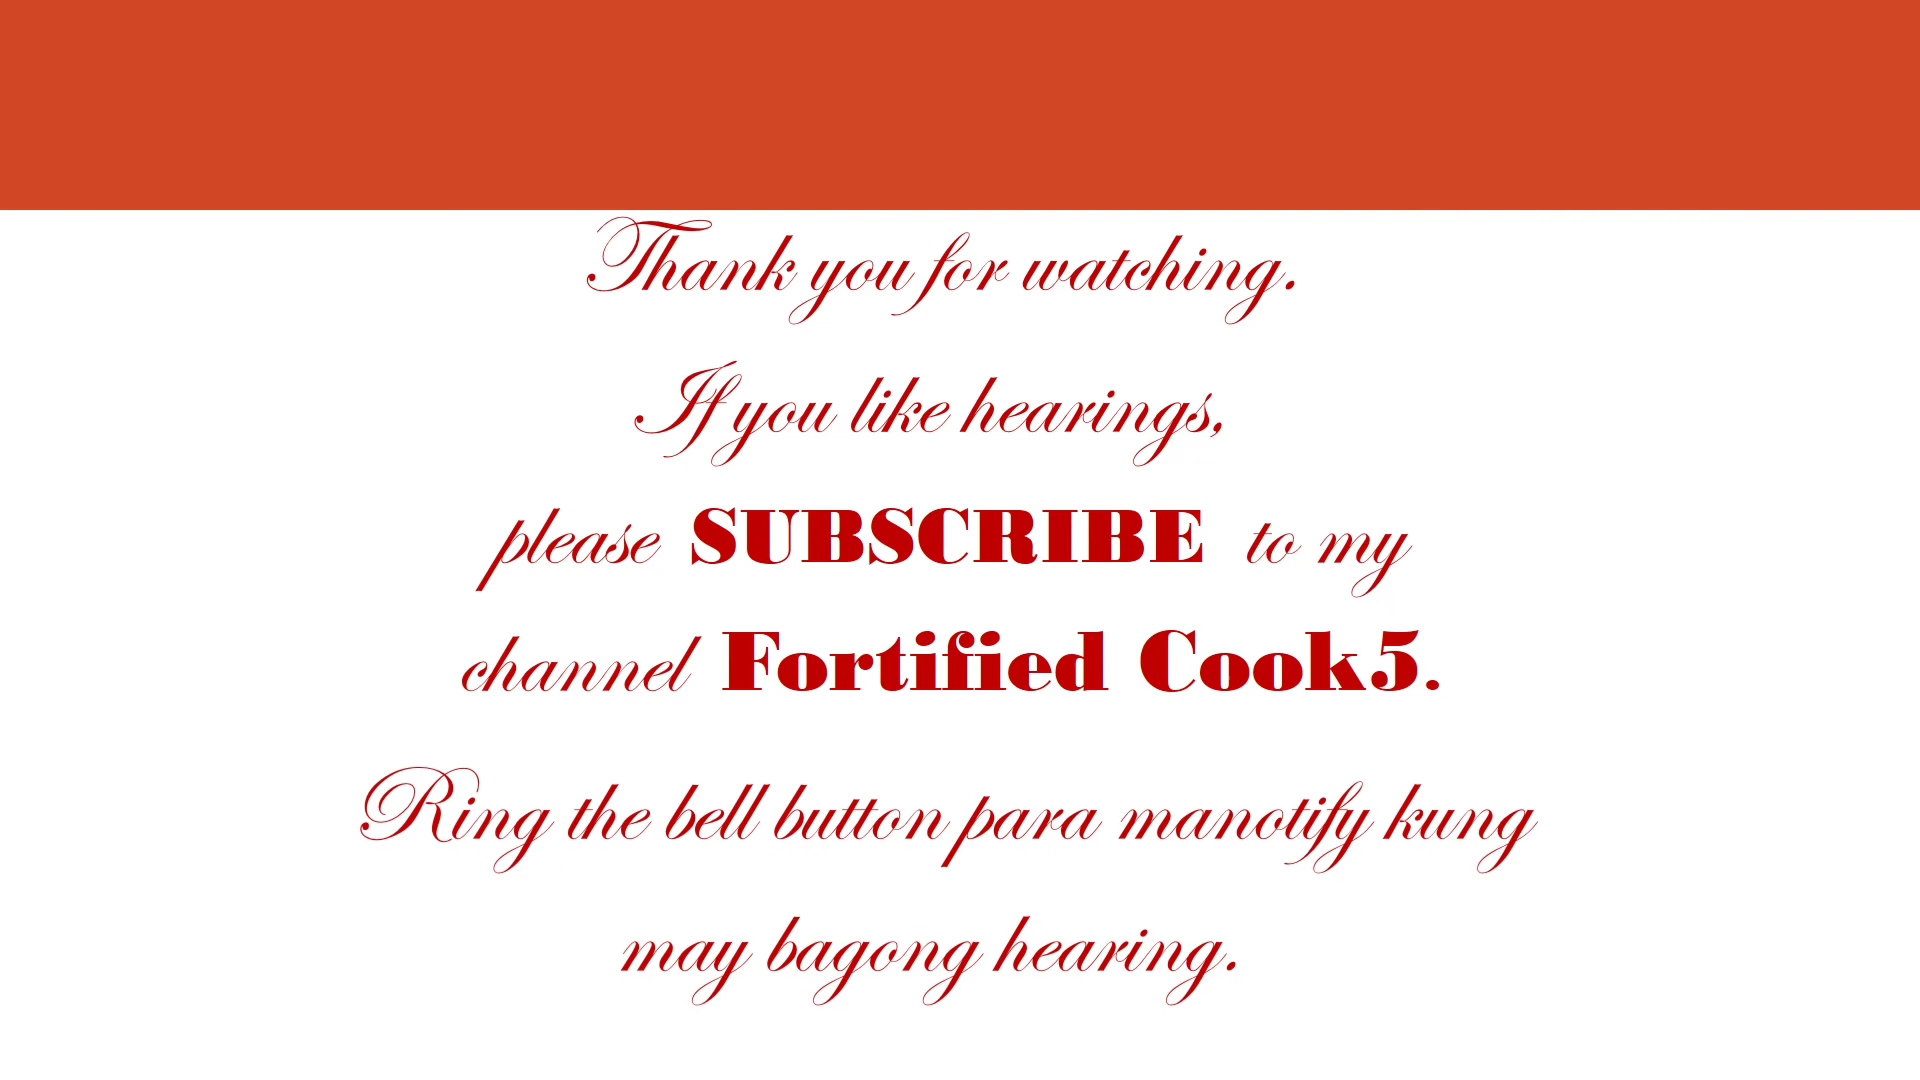 Thank you for watching.
If you like hearings,
please SUBSCRIBE to my
channel Fortified Cook5.
Ring the bell button para manotify kung
may bagong hearing.